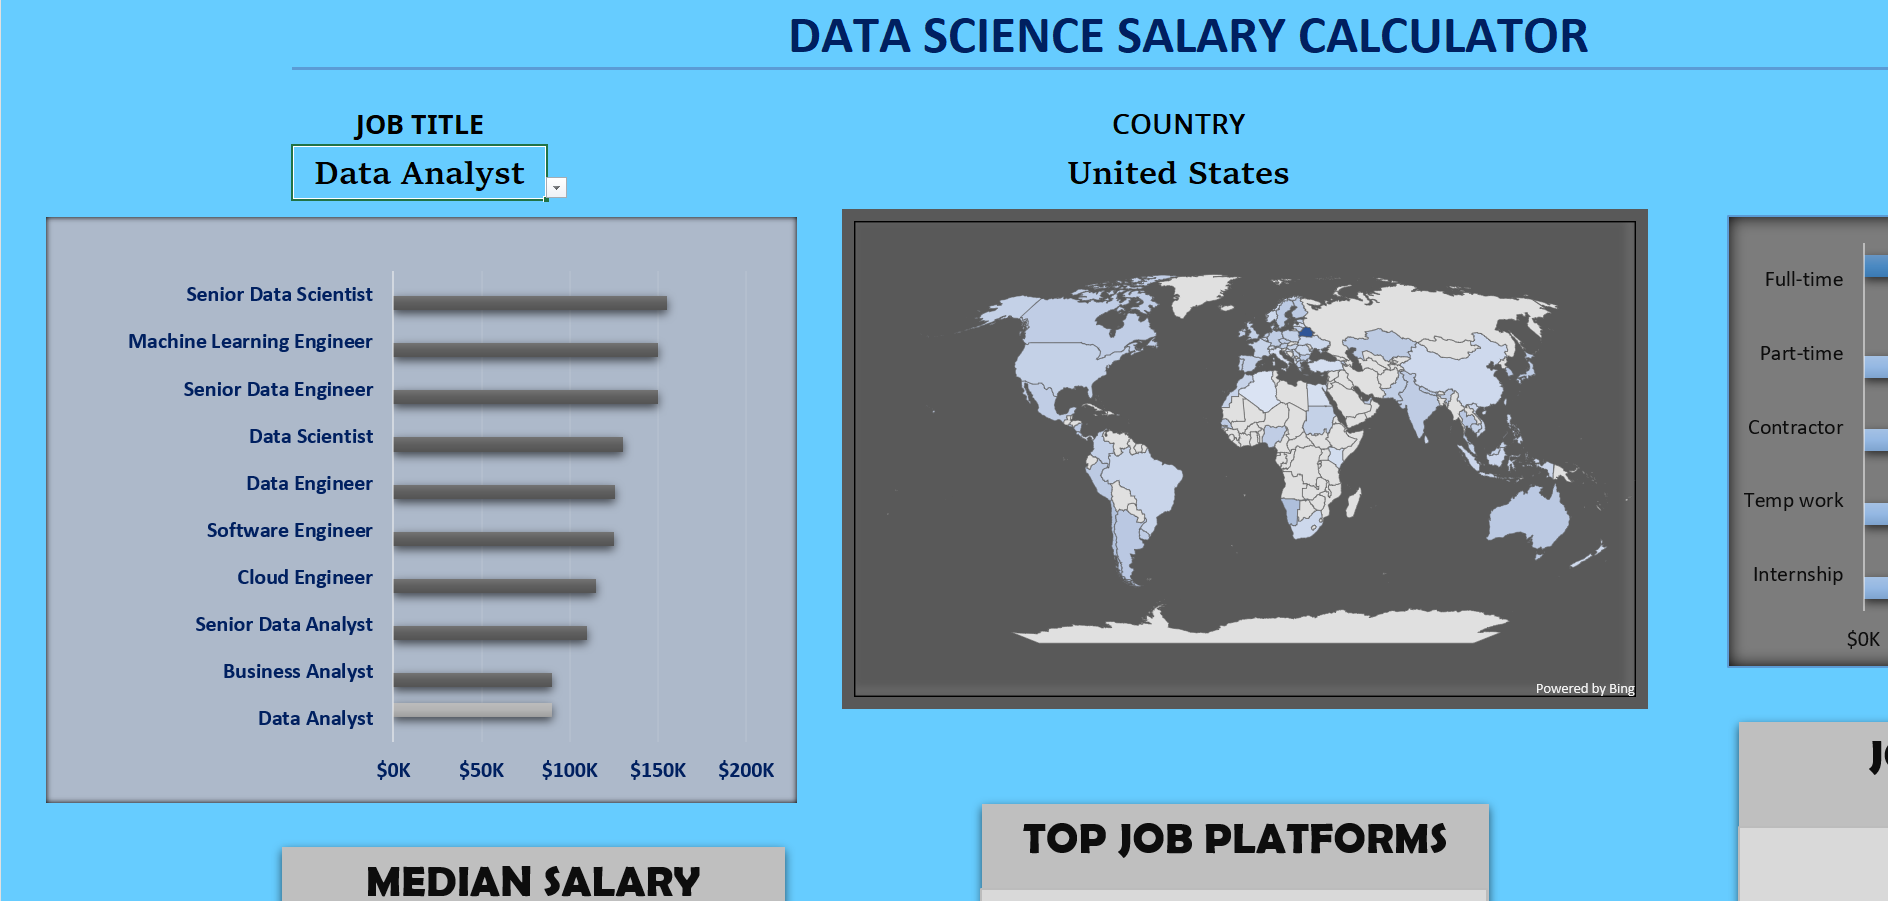 DATA SCIENCE SALARY CALCULATOR
JOB TITLE
Data Analyst
COUNTRY
United States
Senior Data Scientist
Machine Learning Engineer
Senior Data Engineer
Data Scientist
Data Engineer
Software Engineer
Cloud Engineer
Senior Data Analyst
Business Analyst
Data Analyst
$0K $50K $100K $150K $200K
Powered by Bing
Full-time
Part-time
Contractor
Temp work
Internship
$0K
MEDIAN SALARY
TOP JOB PLATFORMS